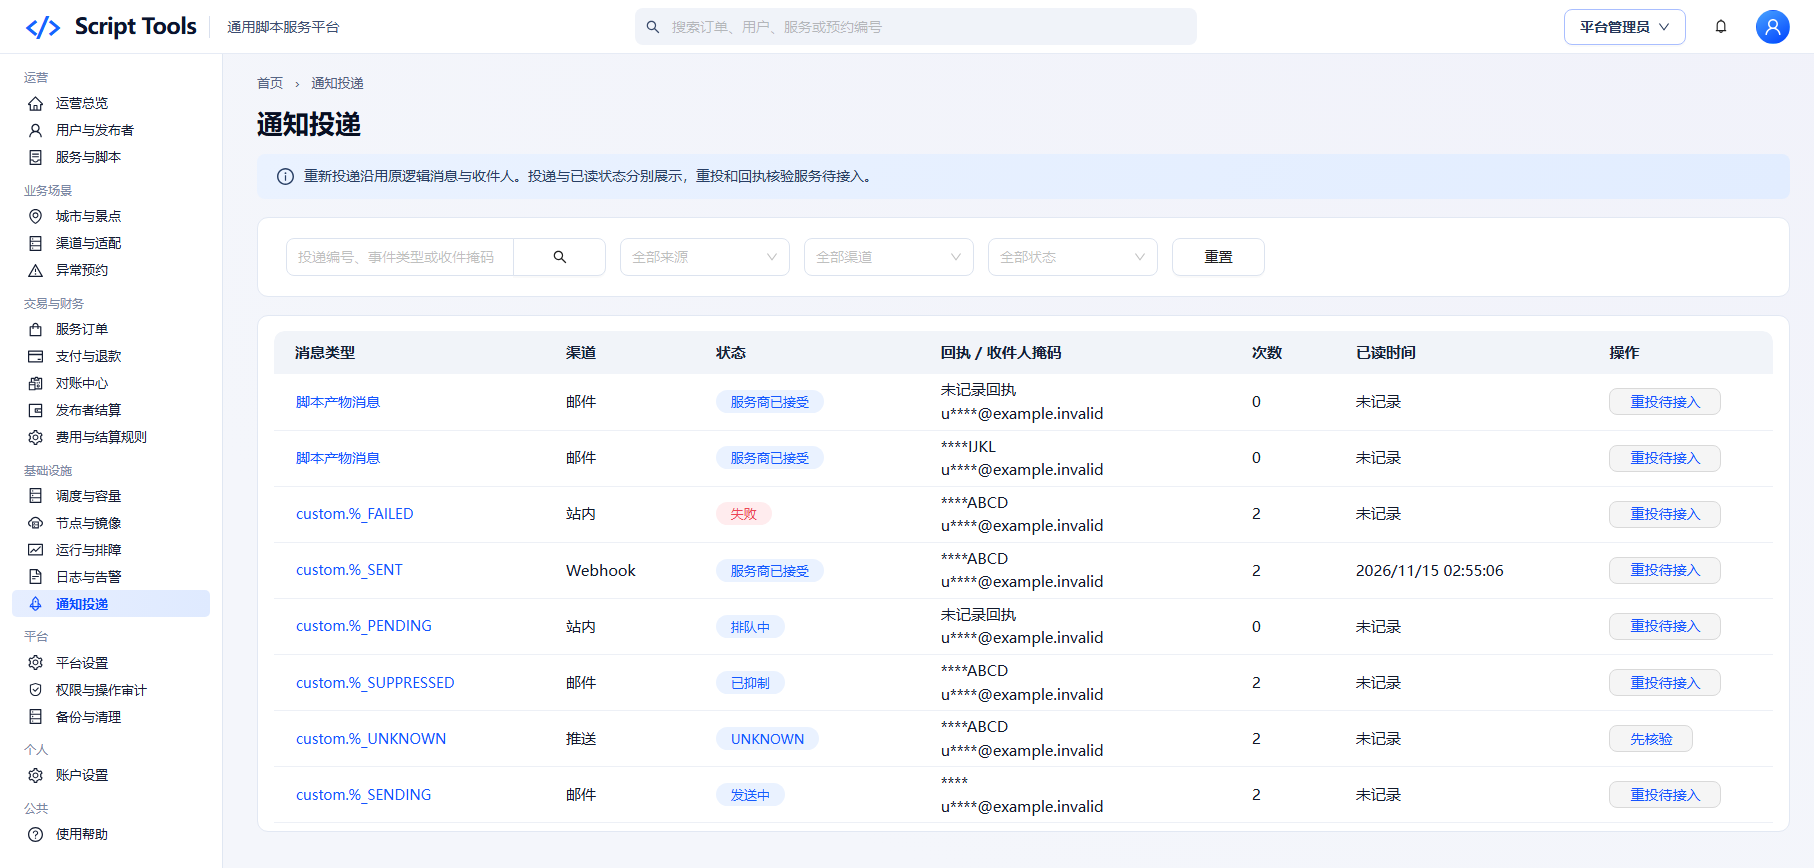 Script Tools
通用脚本服务平台
搜索订单、用户、服务或预约编号
平台管理员
运营
运营总览
用户与发布者
服务与脚本
业务场景
城市与景点
渠道与适配
异常预约
交易与财务
服务订单
支付与退款
对账中心
发布者结算
费用与结算规则
基础设施
调度与容量
节点与镜像
运行与排障
日志与告警
通知投递
平台
平台设置
权限与操作审计
备份与清理
个人
账户设置
公共
使用帮助
首页 › 通知投递
通知投递
重新投递沿用原逻辑消息与收件人。投递与已读状态分别展示，重投和回执核验服务待接入。
投递编号、事件类型或收件掩码
全部来源
全部渠道
全部状态
重置
消息类型 渠道 状态 回执 / 收件人掩码 次数 已读时间 操作
脚本产物消息 邮件 服务商已接受 未记录回执 0 未记录 重投待接入
u****@example.invalid
脚本产物消息 邮件 服务商已接受 ****IJKL 0 未记录 重投待接入
u****@example.invalid
custom.%_FAILED 站内 失败 ****ABCD 2 未记录 重投待接入
u****@example.invalid
custom.%_SENT Webhook 服务商已接受 ****ABCD 2 2026/11/15 02:55:06 重投待接入
u****@example.invalid
custom.%_PENDING 站内 排队中 未记录回执 0 未记录 重投待接入
u****@example.invalid
custom.%_SUPPRESSED 邮件 已抑制 ****ABCD 2 未记录 重投待接入
u****@example.invalid
custom.%_UNKNOWN 推送 UNKNOWN ****ABCD 2 未记录 先核验
u****@example.invalid
custom.%_SENDING 邮件 发送中 **** 2 未记录 重投待接入
u****@example.invalid